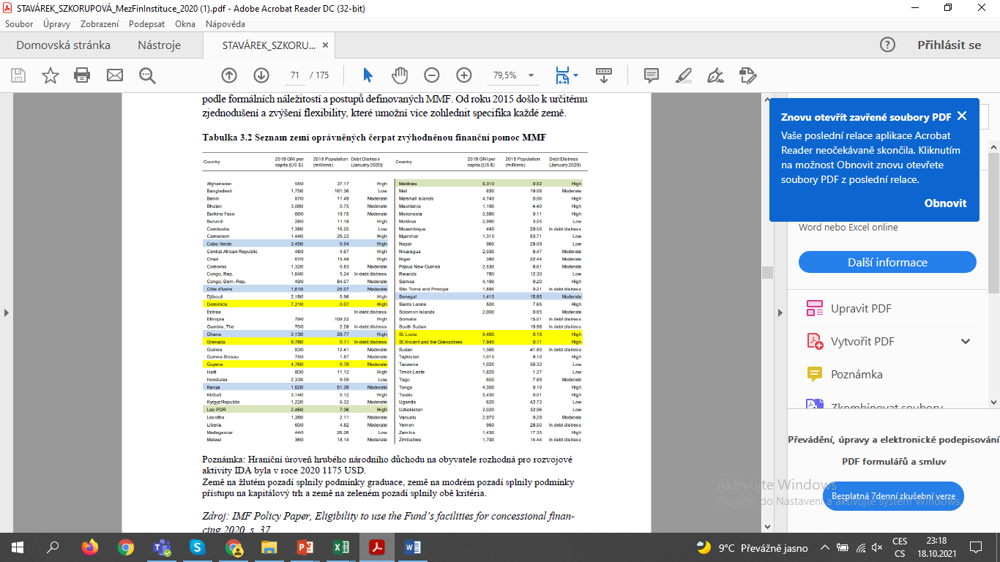 STAVÁREK_SZKORUPOVÁ_MezFinInstituce_2020 (1).pdf - Adobe Acrobat Reader DC (32-bit)
Soubor Úpravy Zobrazení Podepsat Okna Nápověda
Domovská stránka Nástroje STAVÁREK_SZKORU... × Přihlásit se
71 / 175 79,5%
podle formálních náležitostí a postupů definovaných MMF. Od roku 2015 došlo k určitému
zjednodušení a zvýšení flexibility, které umožní více zohlednit specifika každé země.
Tabulka 3.2 Seznam zemí oprávněných čerpat zvýhodněnou finanční pomoc MMF
Country 2018 GNI per capita (US $) 2018 Population (millions) Debt Distress (January 2020) Country 2018 GNI per capita (US $) 2018 Population (millions) Debt Distress (January 2020)
Afghanistan 550 37.17 High Maldives 9,310 0.52 High
Bangladesh 1,750 161.36 Low Mali 830 19.08 Moderate
Benin 870 11.49 Moderate Marshall Islands 4,740 0.06 High
Bhutan 3,080 0.75 Moderate Mauritania 1,190 4.40 High
Burkina Faso 660 19.75 Moderate Micronesia 3,580 0.11 High
Burundi 280 11.18 High Moldova 2,990 3.55 Low
Cambodia 1,380 16.25 Low Mozambique 440 29.50 In debt distress
Cameroon 1,440 25.22 High Myanmar 1,310 53.71 Low
Cabo Verde 3,450 0.54 High Nepal 960 28.09 Low
Central African Republic 480 4.67 High Nicaragua 2,030 6.47 Moderate
Chad 670 15.48 High Niger 380 22.44 Moderate
Comoros 1,320 0.83 Moderate Papua New Guinea 2,530 8.61 Moderate
Congo, Rep. 1,640 5.24 In debt distress Rwanda 780 12.30 Low
Congo, Dem. Rep. 490 84.07 Moderate Samoa 4,190 0.20 High
Côte d'Ivoire 1,610 25.07 Moderate São Tomé and Príncipe 1,890 0.21 In debt distress
Djibouti 2,180 0.96 High Senegal 1,410 15.85 Moderate
Dominica 7,210 0.07 High Sierra Leone 500 7.65 High
Eritrea In debt distress Solomon Islands 2,000 0.65 Moderate
Ethiopia 790 109.22 High Somalia 15.01 In debt distress
Gambia, The 700 2.28 In debt distress South Sudan 10.98 In debt distress
Ghana 2,130 29.77 High St. Lucia 9,460 0.18 High
Grenada 9,780 0.11 In debt distress St.Vincent and the Grenadines 7,940 0.11 High
Guinea 830 12.41 Moderate Sudan 1,560 41.80 In debt distress
Guinea-Bissau 750 1.87 Moderate Tajikistan 1,010 9.10 High
Guyana 4,760 0.78 Moderate Tanzania 1,020 56.32 Low
Haiti 800 11.12 High Timor-Leste 1,820 1.27 Low
Honduras 2,330 9.59 Low Togo 650 7.89 Moderate
Kenya 1,620 51.39 Moderate Tonga 4,300 0.10 High
Kiribati 3,140 0.12 High Tuvalu 5,430 0.01 High
Kyrgyz Republic 1,220 6.32 Moderate Uganda 620 42.72 Low
Lao PDR 2,460 7.06 High Uzbekistan 2,020 32.96 Low
Lesotho 1,380 2.11 Moderate Vanuatu 2,970 0.29 Moderate
Liberia 600 4.82 Moderate Yemen 960 28.50 In debt distress
Madagascar 440 26.26 Low Zambia 1,430 17.35 High
Malawi 360 18.14 Moderate Zimbabwe 1,790 14.44 In debt distress
Poznámka: Hraniční úroveň hrubého národního důchodu na obyvatele rozhodná pro rozvojové
aktivity IDA byla v roce 2020 1175 USD.
Země na žlutém pozadí splnily podmínky graduace, země na modrém pozadí splnily podmínky
přístupu na kapitálový trh a země na zeleném pozadí splnily obě kritéria.
Zdroj: IMF Policy Paper, Eligibility to use the Fund's facilities for concessional finan-
cing 2020, s. 37
Znovu otevřít zavřené soubory PDF
Vaše poslední relace aplikace Acrobat
Reader neočekávaně skončila. Kliknutím
na možnost Obnovit znovu otevřete
soubory PDF z poslední relace.
Obnovit
Word nebo Excel online
Další informace
Upravit PDF
Vytvořit PDF
Poznámka
Zkombinovat soubory
Převádění, úpravy a elektronické podepisování
PDF formulářů a smluv
Bezplatná 7denní zkušební verze
Aktivujte Windows
Přejděte do Nastavení a aktivujte systém Windows.
9°C Převážně jasno CES CS 23:18 18.10.2021